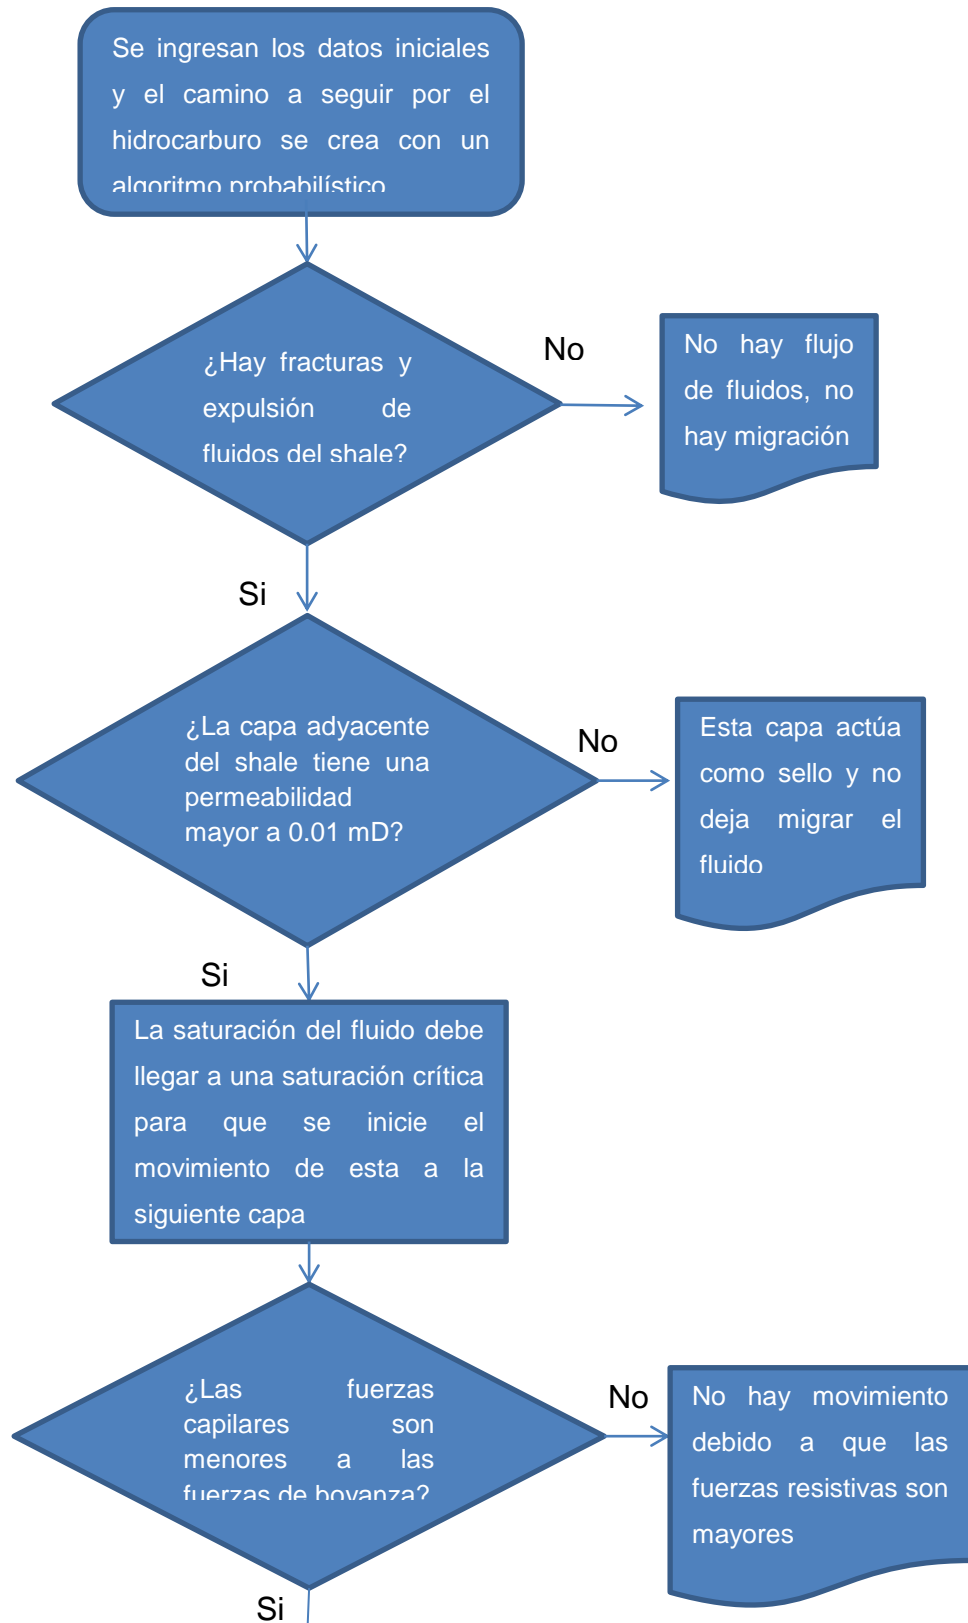 Se ingresan los datos iniciales
y el camino a seguir por el
hidrocarburo se crea con un
algoritmo probabilístico
¿Hay fracturas y
expulsión de
fluidos del shale?
No
No hay flujo
de fluidos, no
hay migración
Si
¿La capa adyacente
del shale tiene una
permeabilidad
mayor a 0.01 mD?
No
Esta capa actúa
como sello y no
deja migrar el
fluido
Si
La saturación del fluido debe
llegar a una saturación crítica
para que se inicie el
movimiento de esta a la
siguiente capa
¿Las fuerzas
capilares son
menores a las
fuerzas de boyanza?
No
No hay movimiento
debido a que las
fuerzas resistivas son
mayores
Si